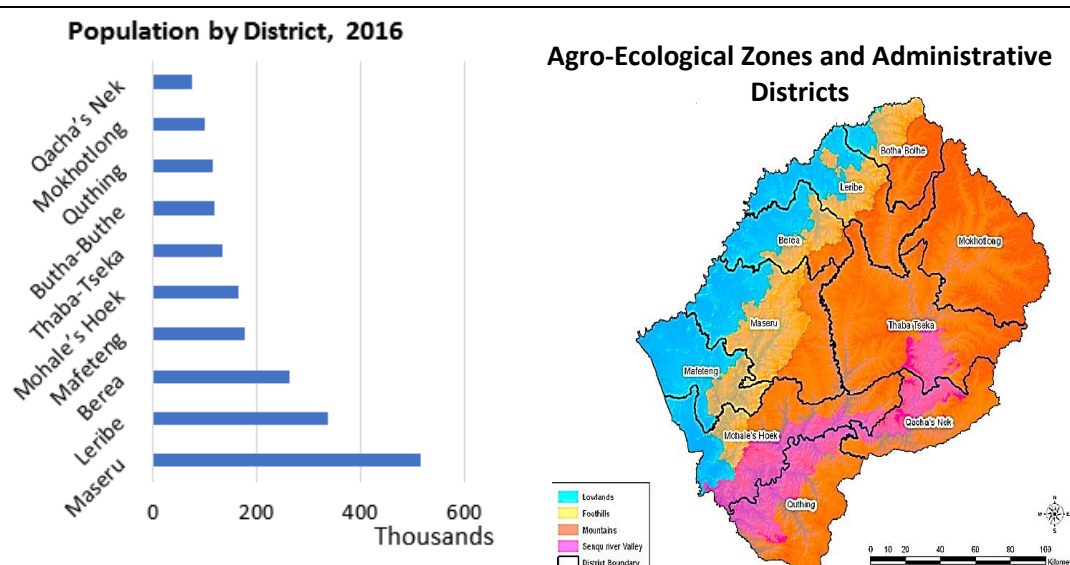 Population by District, 2016
Qacha's Nek
Mokhotlong
Quthing
Butha-Buthe
Thaba-Tseka
Mohale's Hoek
Mafeteng
Berea
Leribe
Maseru
0 200 400 600
Thousands
Agro-Ecological Zones and Administrative
Districts
Botha Bothe
Leribe
Berea
Mokhotlong
Maseru
Thaba Tseka
Mafeteng
Qacha's Nek
Mohale's Hoek
Quthing
Lowlands
Foothills
Mountains
Senqu river Valley
District Boundary
N
W E
S
0 10 20 40 60 80 100
Kilomet